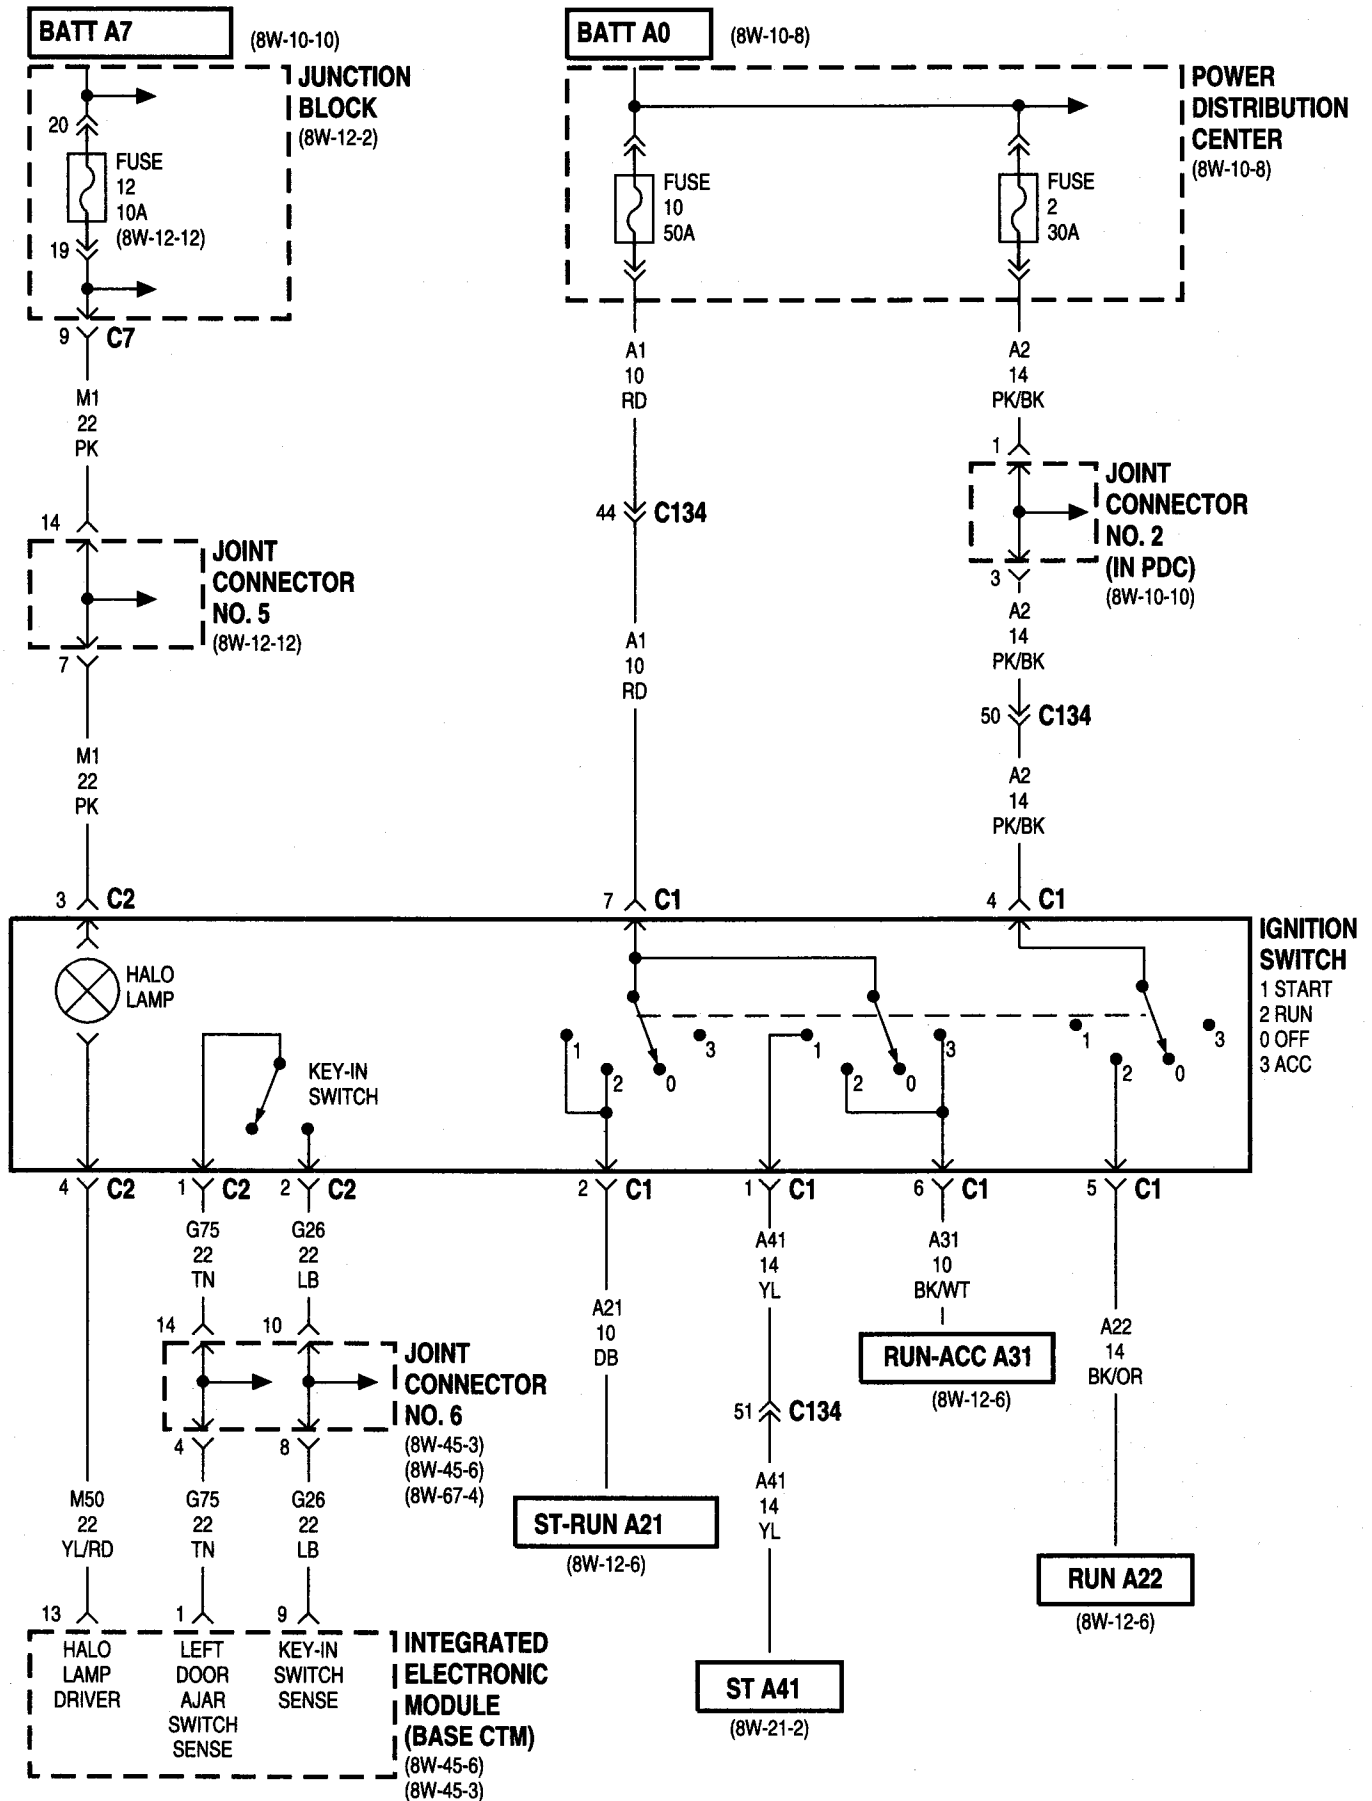 BATT A7
(8W-10-10)
JUNCTION
BLOCK
(8W-12-2)
20
FUSE
12
10A
(8W-12-12)
19
9
C7
M1
22
PK
14
JOINT
CONNECTOR
NO. 5
(8W-12-12)
7
M1
22
PK
3
C2
BATT A0
(8W-10-8)
POWER
DISTRIBUTION
CENTER
(8W-10-8)
FUSE
10
50A
FUSE
2
30A
A1
10
RD
44
C134
A1
10
RD
7
C1
A2
14
PK/BK
1
JOINT
CONNECTOR
NO. 2
(IN PDC)
(8W-10-10)
3
A2
14
PK/BK
50
C134
A2
14
PK/BK
4
C1
IGNITION
SWITCH
1 START
2 RUN
0 OFF
3 ACC
HALO
LAMP
KEY-IN
SWITCH
1
2
0
3
1
2
0
3
1
2
0
3
4
C2
1
C2
2
C2
2
C1
1
C1
6
C1
5
C1
G75
22
TN
G26
22
LB
14
10
JOINT
CONNECTOR
NO. 6
(8W-45-3)
(8W-45-6)
(8W-67-4)
4
8
M50
22
YL/RD
G75
22
TN
G26
22
LB
13
1
9
HALO
LAMP
DRIVER
LEFT
DOOR
AJAR
SWITCH
SENSE
KEY-IN
SWITCH
SENSE
INTEGRATED
ELECTRONIC
MODULE
(BASE CTM)
(8W-45-6)
(8W-45-3)
A21
10
DB
ST-RUN A21
(8W-12-6)
A41
14
YL
51
C134
A41
14
YL
ST A41
(8W-21-2)
A31
10
BK/WT
RUN-ACC A31
(8W-12-6)
A22
14
BK/OR
RUN A22
(8W-12-6)